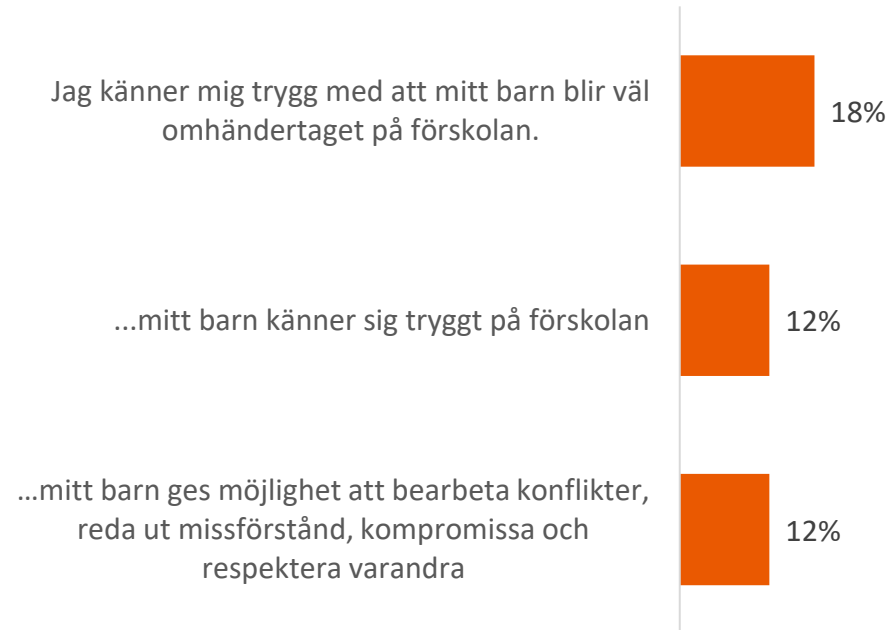 Jag känner mig trygg med att mitt barn blir väl
omhändertaget på förskolan.
18%
...mitt barn känner sig tryggt på förskolan
12%
...mitt barn ges möjlighet att bearbeta konflikter,
reda ut missförstånd, kompromissa och
respektera varandra
12%